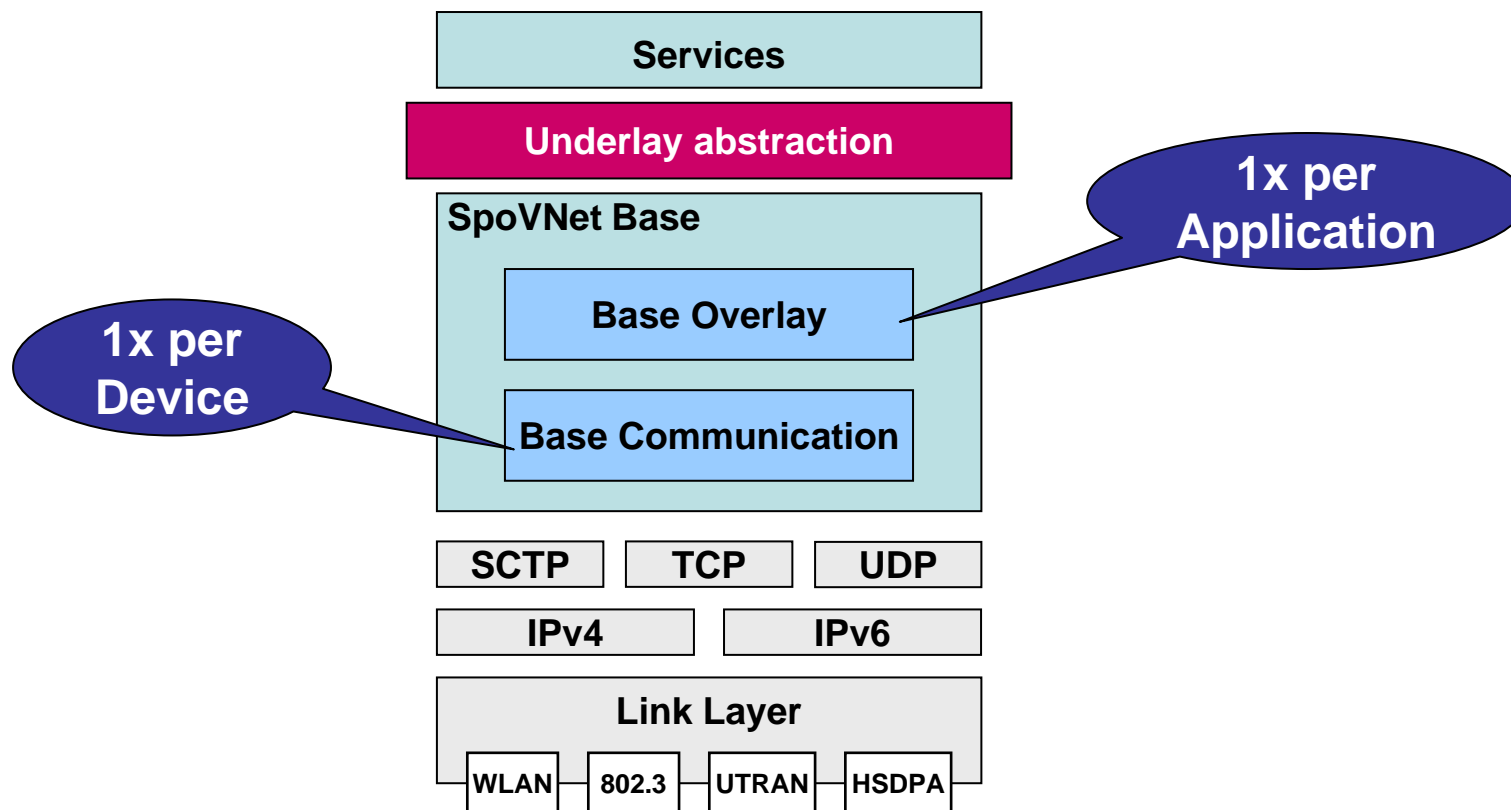 Services
Underlay abstraction
1x per
Application
SpoVNet Base
Base Overlay
1x per
Device
Base Communication
SCTP
TCP
UDP
IPv4
IPv6
Link Layer
WLAN
802.3
UTRAN
HSDPA